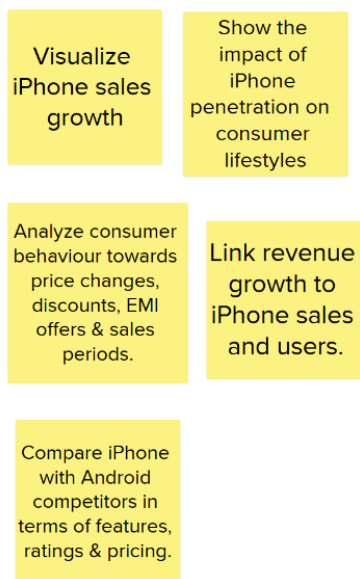 Visualize
iPhone sales
growth
Show the
impact of
iPhone
penetration on
consumer
lifestyles
Analyze consumer
behaviour towards
price changes,
discounts, EMI
offers & sales
periods.
Link revenue
growth to
iPhone sales
and users.
Compare iPhone
with Android
competitors in
terms of features,
ratings & pricing.